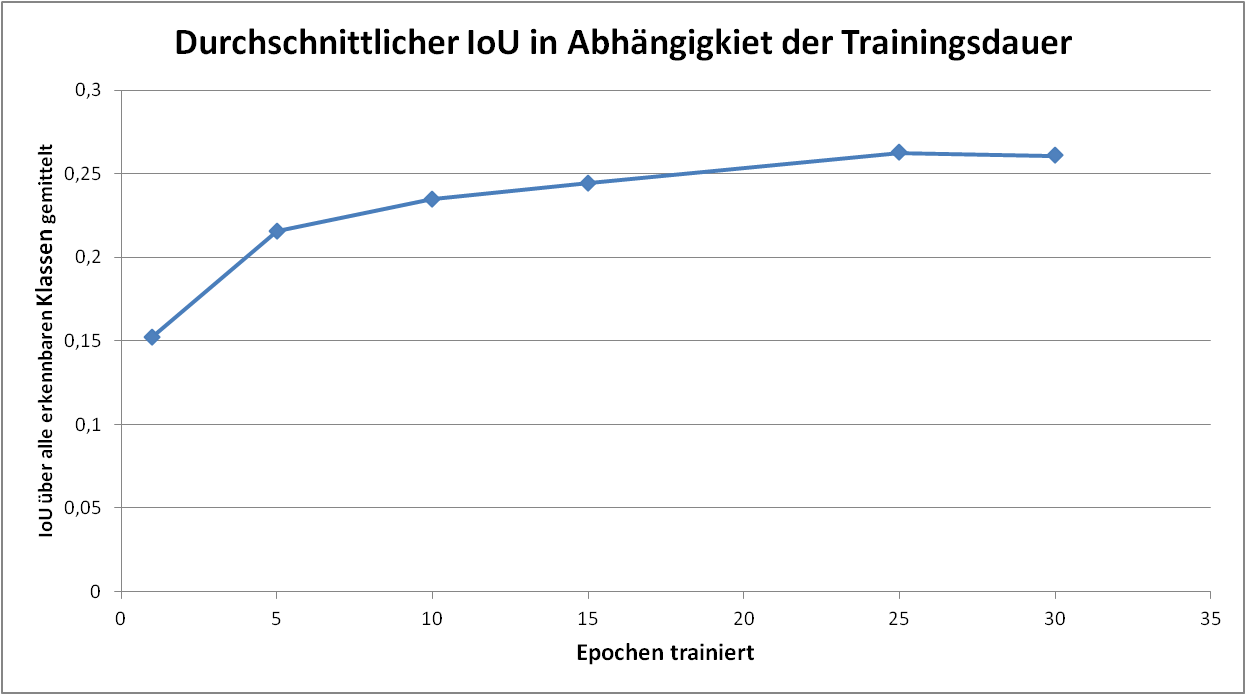 Durchschnittlicher IoU in Abhängigkiet der Trainingsdauer
IoU über alle erkennbaren Klassen gemittelt
0,3
0,25
0,2
0,15
0,1
0,05
0
0 5 10 15 20 25 30 35
Epochen trainiert